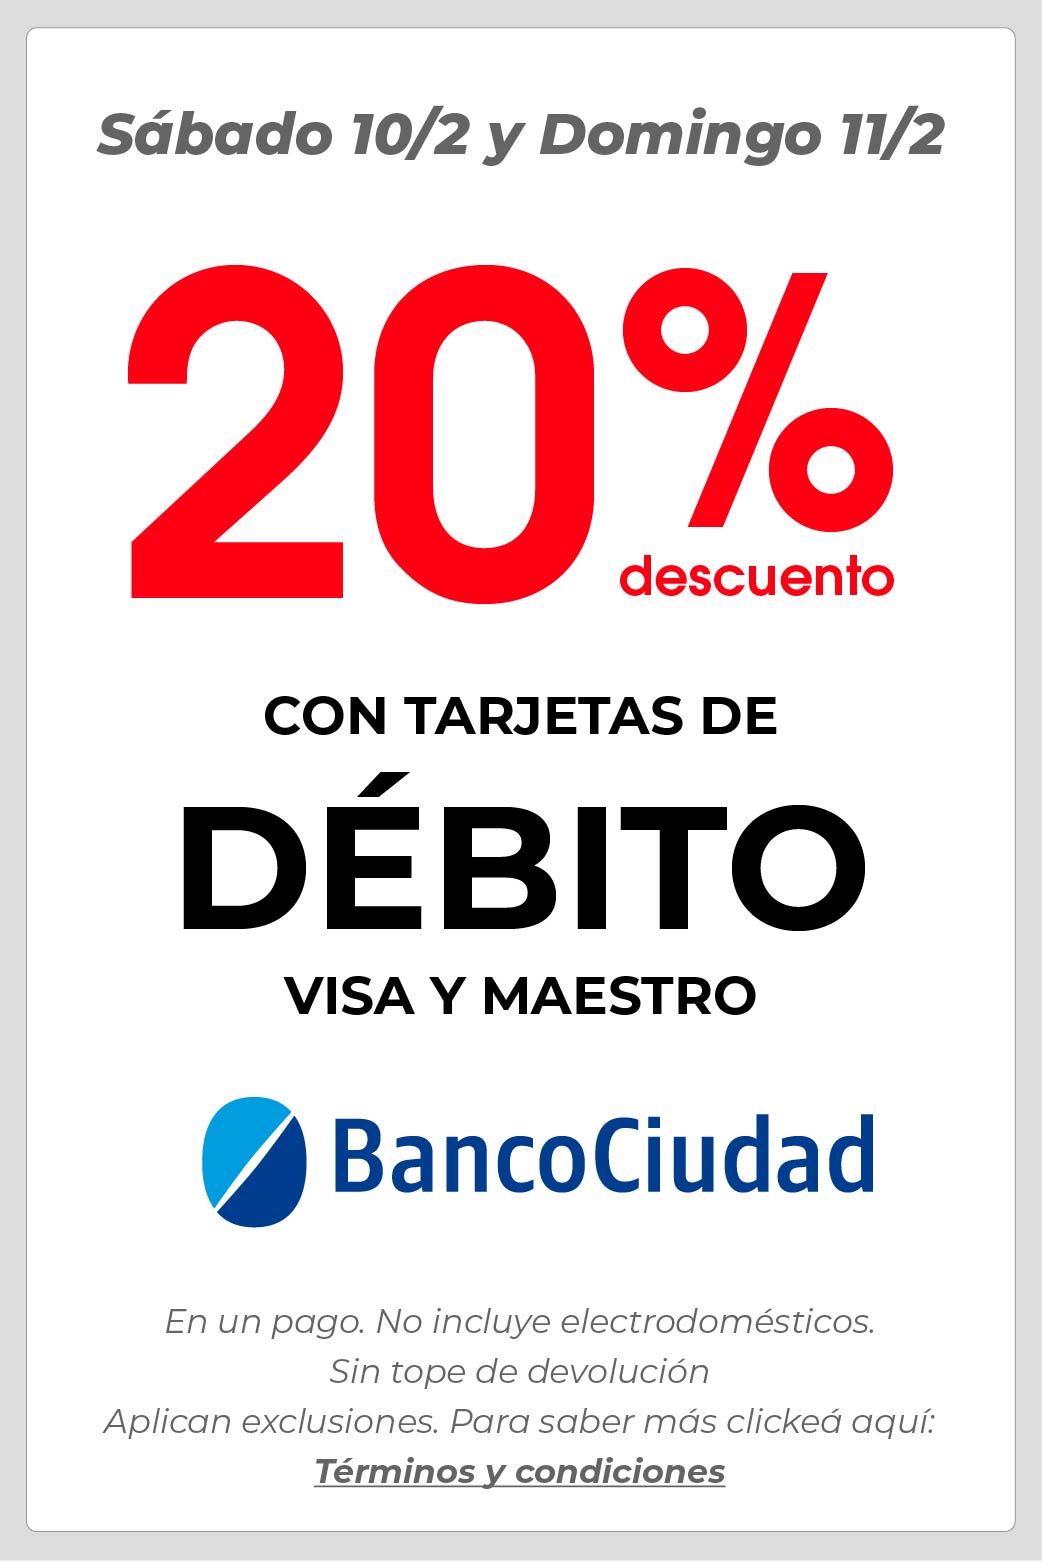 Sábado 10/2 y Domingo 11/2
20%
descuento
CON TARJETAS DE
DÉBITO
VISA Y MAESTRO
BancoCiudad
En un pago. No incluye electrodomésticos.
Sin tope de devolución
Aplican exclusiones. Para saber más clickeá aquí:
Términos y condiciones